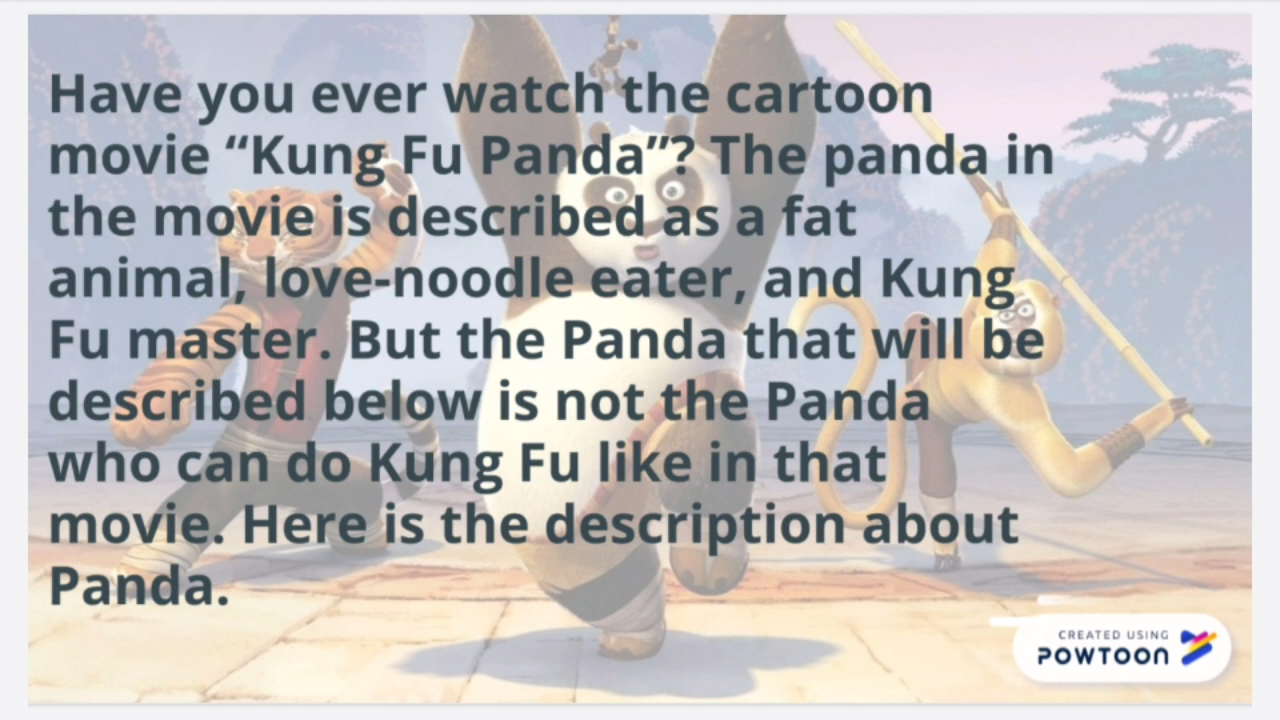 Have you ever watch the cartoon
movie “Kung Fu Panda”? The panda in
the movie is described as a fat
animal, love-noodle eater, and Kung
Fu master. But the Panda that will be
described below is not the Panda
who can do Kung Fu like in that
movie. Here is the description about
Panda.
CREATED USING
POWTOON